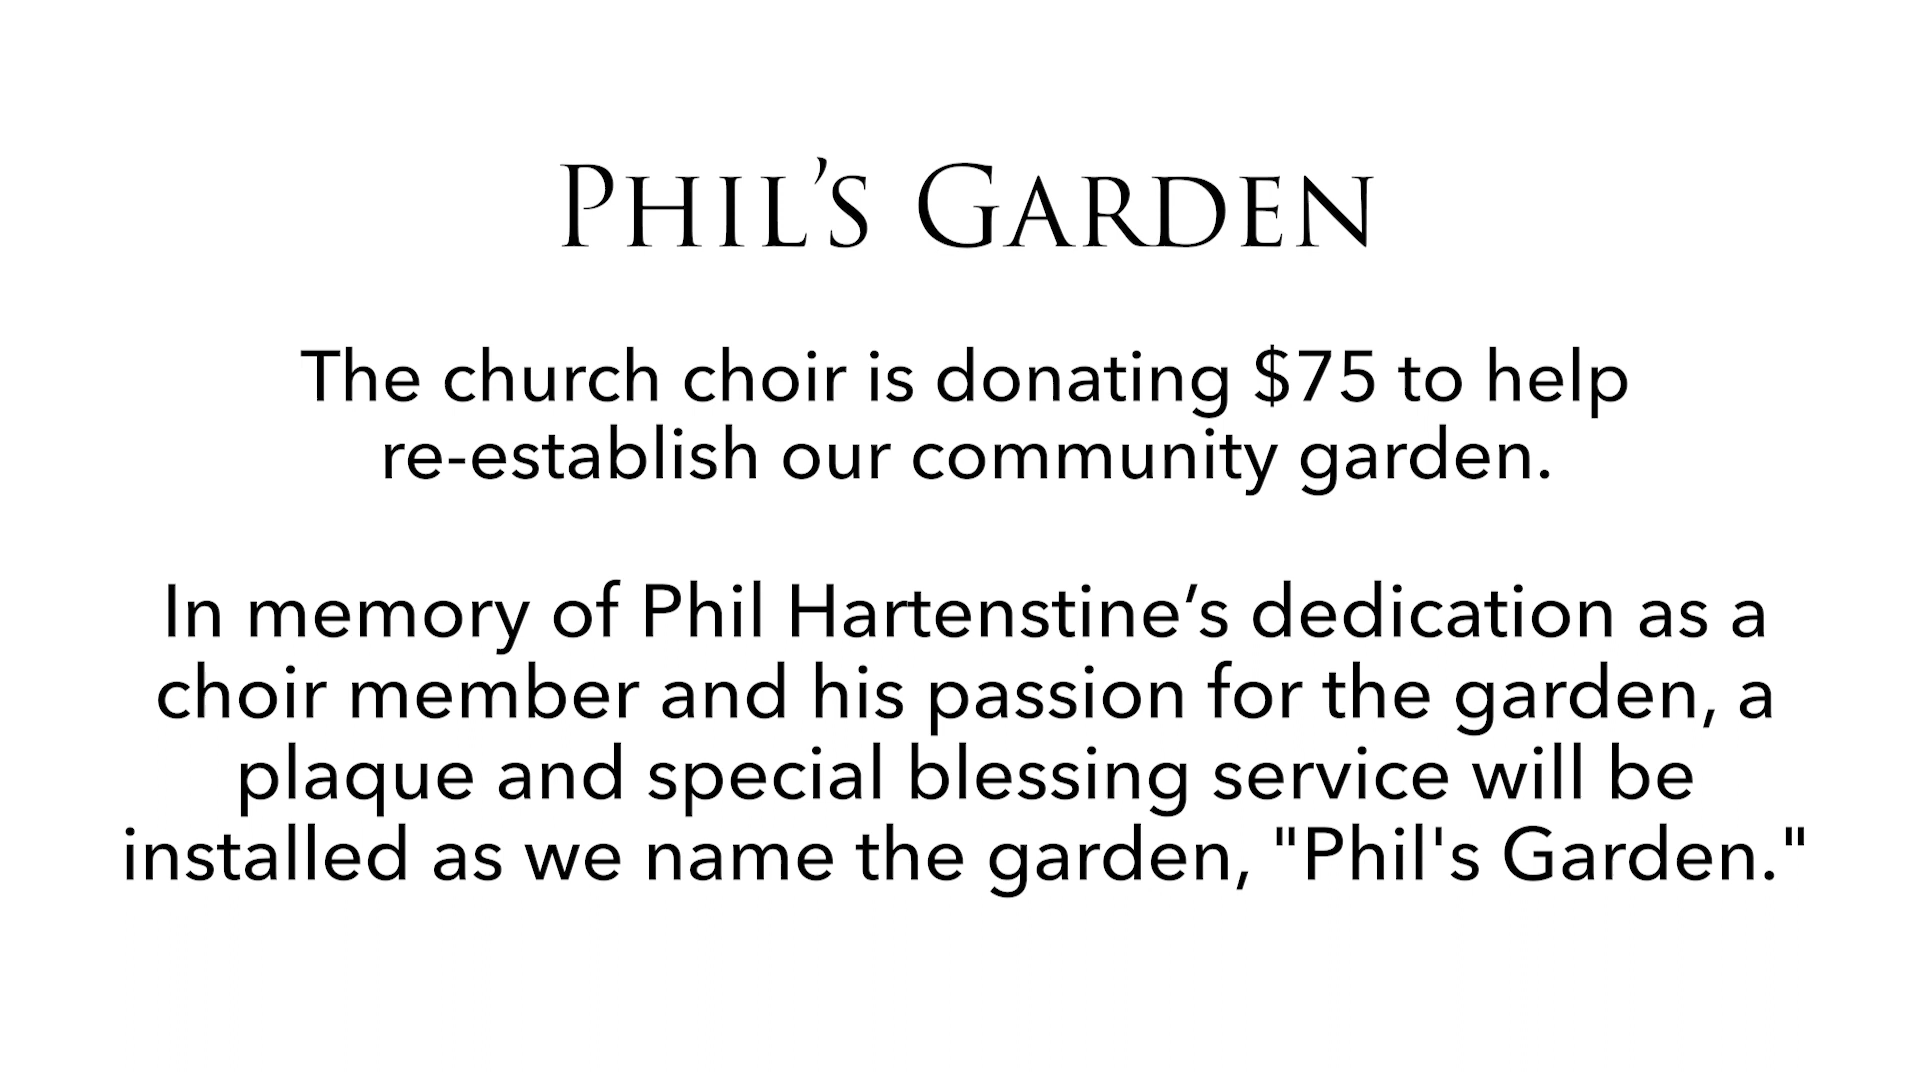 PHIL’S GARDEN
The church choir is donating $75 to help
re-establish our community garden.
In memory of Phil Hartenstine’s dedication as a
choir member and his passion for the garden, a
plaque and special blessing service will be
installed as we name the garden, "Phil's Garden."